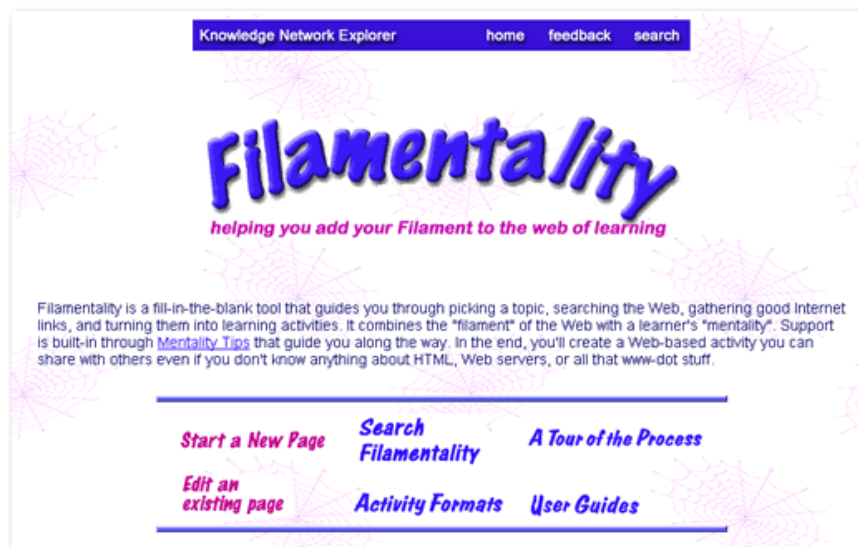 Knowledge Network Explorer home feedback search
Filamentality
helping you add your Filament to the web of learning
Filamentality is a fill-in-the-blank tool that guides you through picking a topic, searching the Web, gathering good Internet
links, and turning them into learning activities. It combines the "filament" of the Web with a learner's "mentality". Support
is built-in through Mentality Tips that guide you along the way. In the end, you'll create a Web-based activity you can
share with others even if you don't know anything about HTML, Web servers, or all that www-dot stuff.
Start a New Page
Search
Filamentality
A Tour of the Process
Edit an
existing page
Activity Formats
User Guides